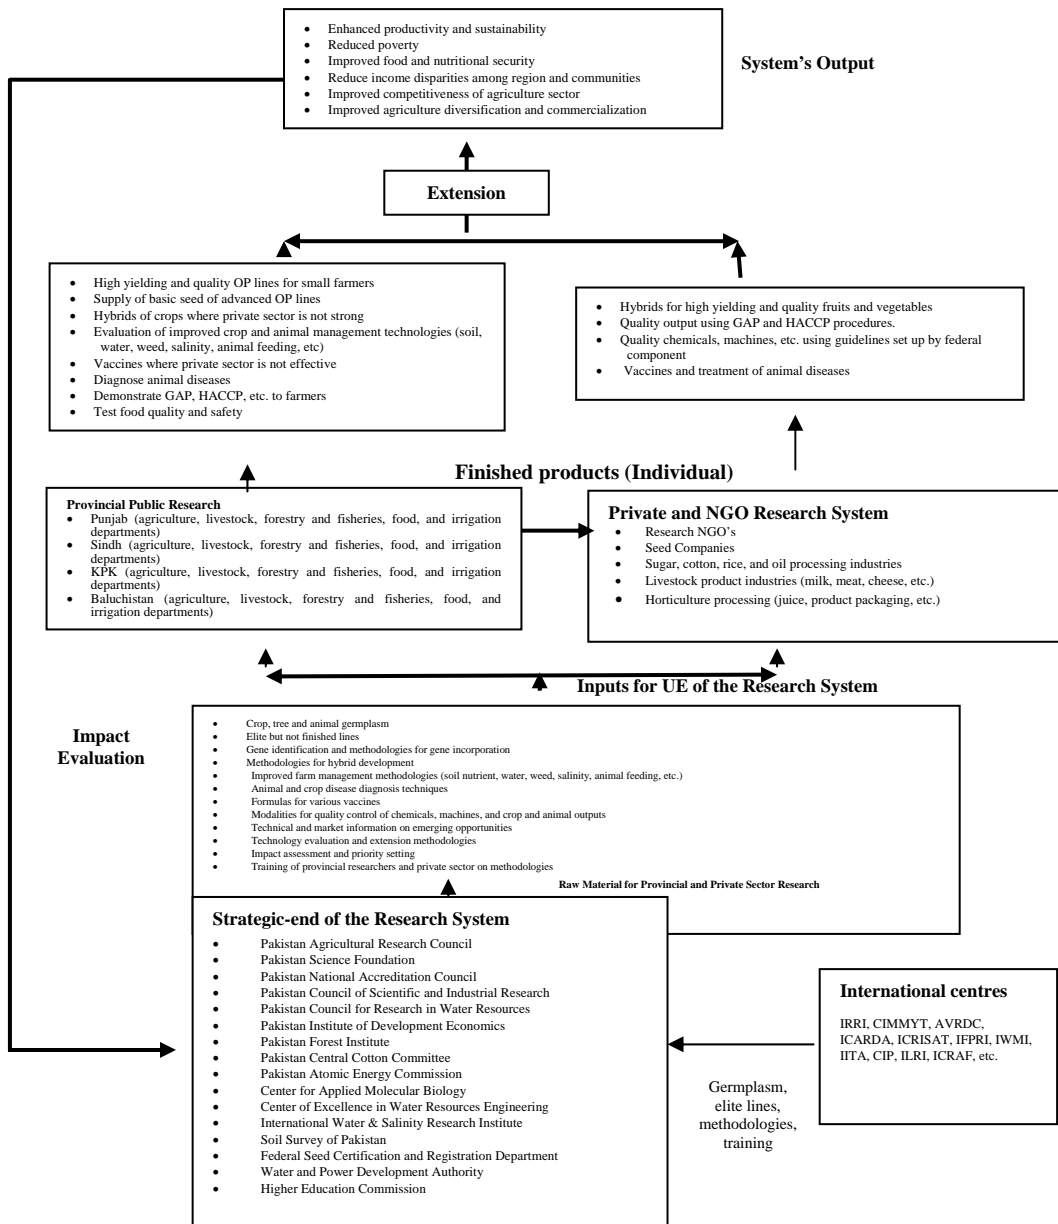 Enhanced productivity and sustainability
Reduced poverty
Improved food and nutritional security
Reduce income disparities among region and communities
Improved competitiveness of agriculture sector
Improved agriculture diversification and commercialization
System's Output
Extension
High yielding and quality OP lines for small farmers
Supply of basic seed of advanced OP lines
Hybrids of crops where private sector is not strong
Evaluation of improved crop and animal management technologies (soil,
water, weed, salinity, animal feeding, etc)
Vaccines where private sector is not effective
Diagnose animal diseases
Demonstrate GAP, HACCP, etc. to farmers
Test food quality and safety
Hybrids for high yielding and quality fruits and vegetables
Quality output using GAP and HACCP procedures.
Quality chemicals, machines, etc. using guidelines set up by federal
component
Vaccines and treatment of animal diseases
Finished products (Individual)
Provincial Public Research
Punjab (agriculture, livestock, forestry and fisheries, food, and irrigation
departments)
Sindh (agriculture, livestock, forestry and fisheries, food, and irrigation
departments)
KPK (agriculture, livestock, forestry and fisheries, food, and irrigation
departments)
Baluchistan (agriculture, livestock, forestry and fisheries, food, and
irrigation departments)
Private and NGO Research System
Research NGO's
Seed Companies
Sugar, cotton, rice, and oil processing industries
Livestock product industries (milk, meat, cheese, etc.)
Horticulture processing (juice, product packaging, etc.)
Inputs for UE of the Research System
Impact
Evaluation
Crop, tree and animal germplasm
Elite but not finished lines
Gene identification and methodologies for gene incorporation
Methodologies for hybrid development
Improved farm management methodologies (soil nutrient, water, weed, salinity, animal feeding, etc.)
Animal and crop disease diagnosis techniques
Formulas for various vaccines
Modalities for quality control of chemicals, machines, and crop and animal outputs
Technical and market information on emerging opportunities
Technology evaluation and extension methodologies
Impact assessment and priority setting
Training of provincial researchers and private sector on methodologies
Raw Material for Provincial and Private Sector Research
Strategic-end of the Research System
Pakistan Agricultural Research Council
Pakistan Science Foundation
Pakistan National Accreditation Council
Pakistan Council of Scientific and Industrial Research
Pakistan Council for Research in Water Resources
Pakistan Institute of Development Economics
Pakistan Forest Institute
Pakistan Central Cotton Committee
Pakistan Atomic Energy Commission
Center for Applied Molecular Biology
Center of Excellence in Water Resources Engineering
International Water & Salinity Research Institute
Soil Survey of Pakistan
Federal Seed Certification and Registration Department
Water and Power Development Authority
Higher Education Commission
International centres
IRRI, CIMMYT, AVRDC,
ICARDA, ICRISAT, IFPRI, IWMI,
IITA, CIP, ILRI, ICRAF, etc.
Germplasm,
elite lines,
methodologies,
training